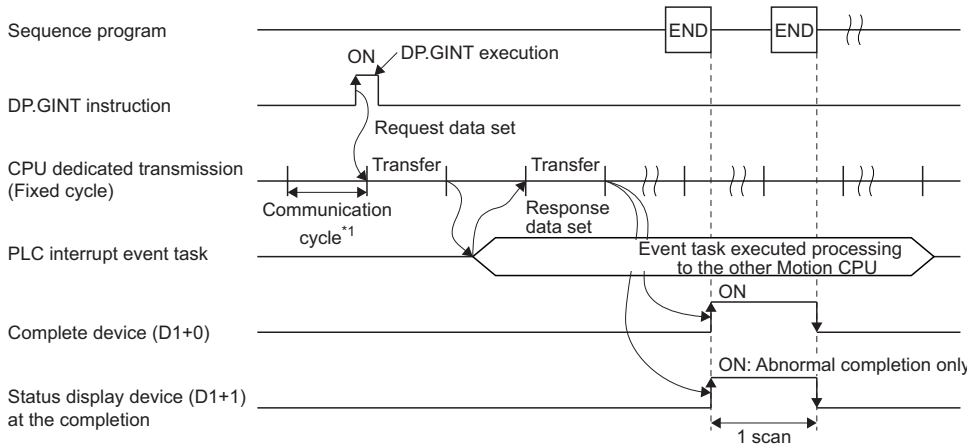 Sequence program
END
END
ON
DP.GINT execution
DP.GINT instruction
Request data set
CPU dedicated transmission
(Fixed cycle)
Transfer
Transfer
Communication
cycle*1
Response
data set
PLC interrupt event task
Event task executed processing
to the other Motion CPU
ON
Complete device (D1+0)
ON: Abnormal completion only
Status display device (D1+1)
at the completion
1 scan